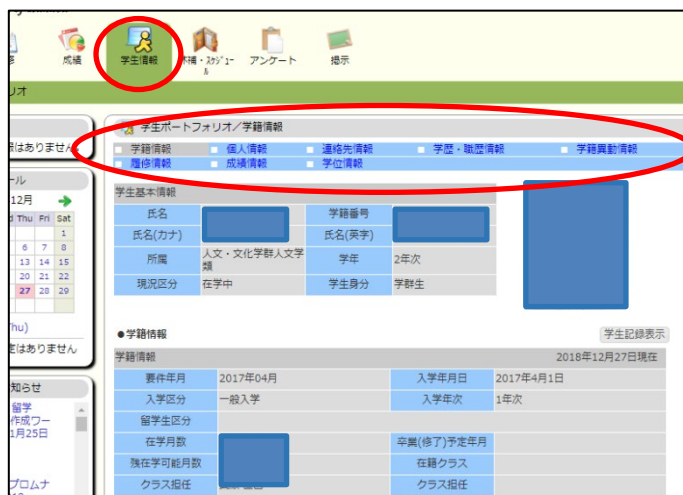 成績
学生情報
アンケート
掲示
学生ポートフォリオ／学籍情報
学籍情報 個人情報 連絡先情報 学歴・職歴情報 学籍異動情報
履修情報 成績情報 学位情報
はありません
12月
Thu Fri Sat
1
6 7 8
13 14 15
20 21 22
27 28 29
定はありません
知らせ
留学
作成ワー
1月25日
プロムナ
学生基本情報
氏名 学籍番号
氏名(カナ) 氏名(英字)
所属 人文・文化学群人文学類 学年 2年次
現況区分 在学中 学生身分 学群生
●学籍情報 学生記録表示
学籍情報 2018年12月27日現在
要件年月 2017年04月 入学年月日 2017年4月1日
入学区分 一般入学 入学年次 1年次
留学生区分
在学月数 卒業(修了)予定年月
残在学可能月数 在籍クラス
クラス担任 クラス担任